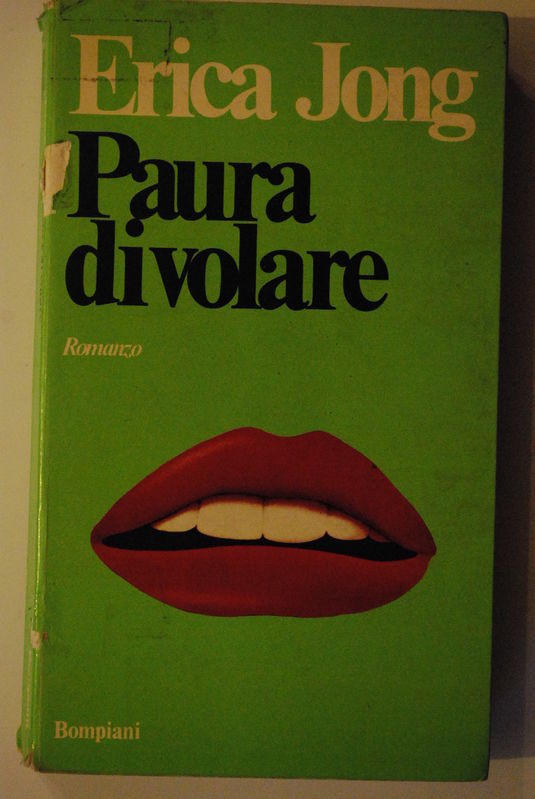 Erica Jong
Paura
di volare
Romanzo
Bompiani